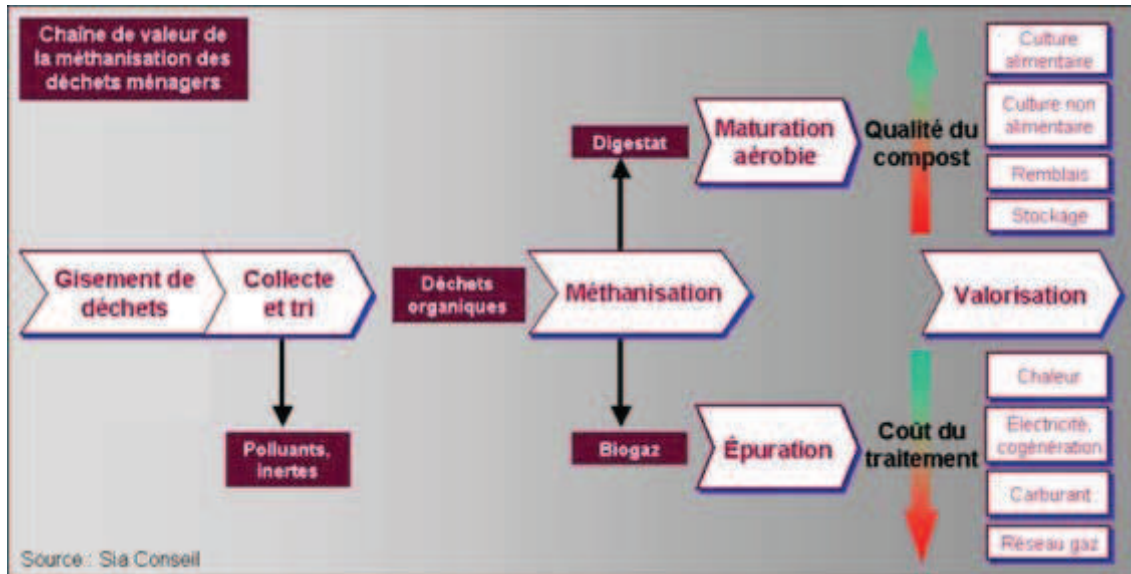 Chaîne de valeur de
la méthanisation des
déchets ménagers
Gisement de
déchets
Collecte
et tri
Polluants,
inertes
Déchets
organiques
Méthanisation
Digestat
Maturation
aérobie
Qualité du
compost
Culture
alimentaire
Culture non
alimentaire
Remblais
Stockage
Valorisation
Biogaz
Épuration
Coût du
traitement
Chaleur
Electricité,
cogénération
Carburant
Réseau gaz
Source : Sia Conseil